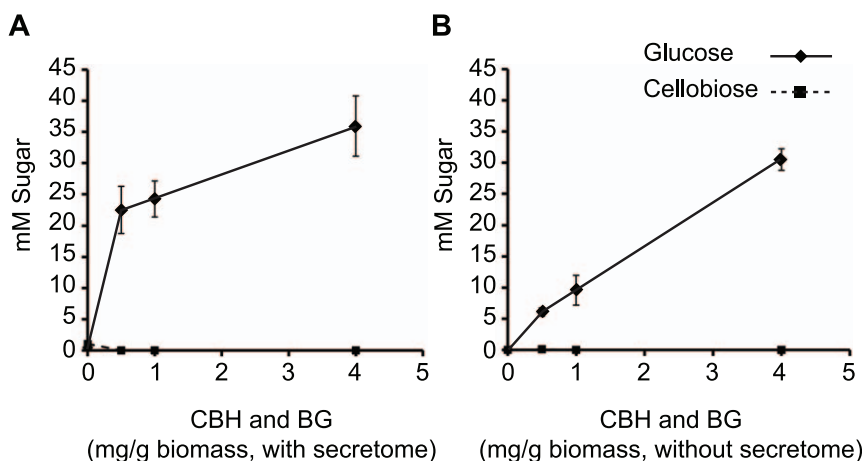 A
45
40
35
30
25
20
15
10
5
0
mM Sugar
0 1 2 3 4 5
CBH and BG
(mg/g biomass, with secretome)
B
Glucose
Cellobiose
45
40
35
30
25
20
15
10
5
0
mM Sugar
0 1 2 3 4 5
CBH and BG
(mg/g biomass, without secretome)